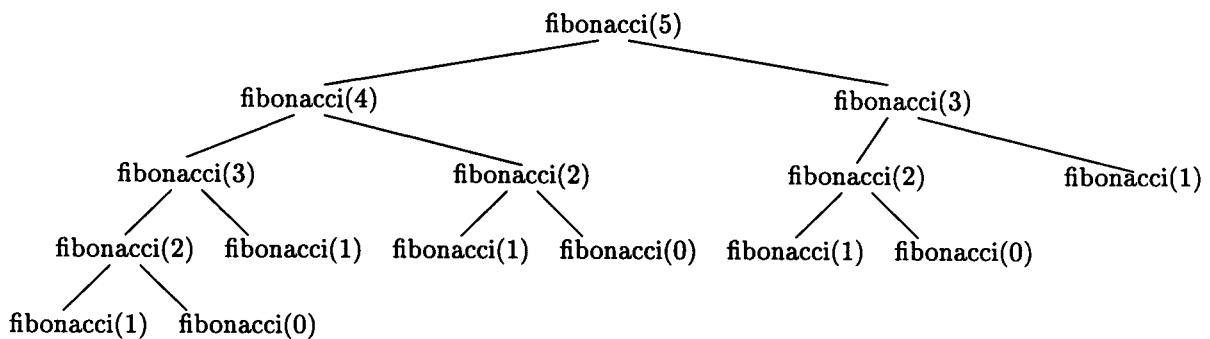 fibonacci(5)
fibonacci(4) fibonacci(3)
fibonacci(3) fibonacci(2) fibonacci(2) fibonacci(1)
fibonacci(2) fibonacci(1) fibonacci(1) fibonacci(0) fibonacci(1) fibonacci(0)
fibonacci(1) fibonacci(0)